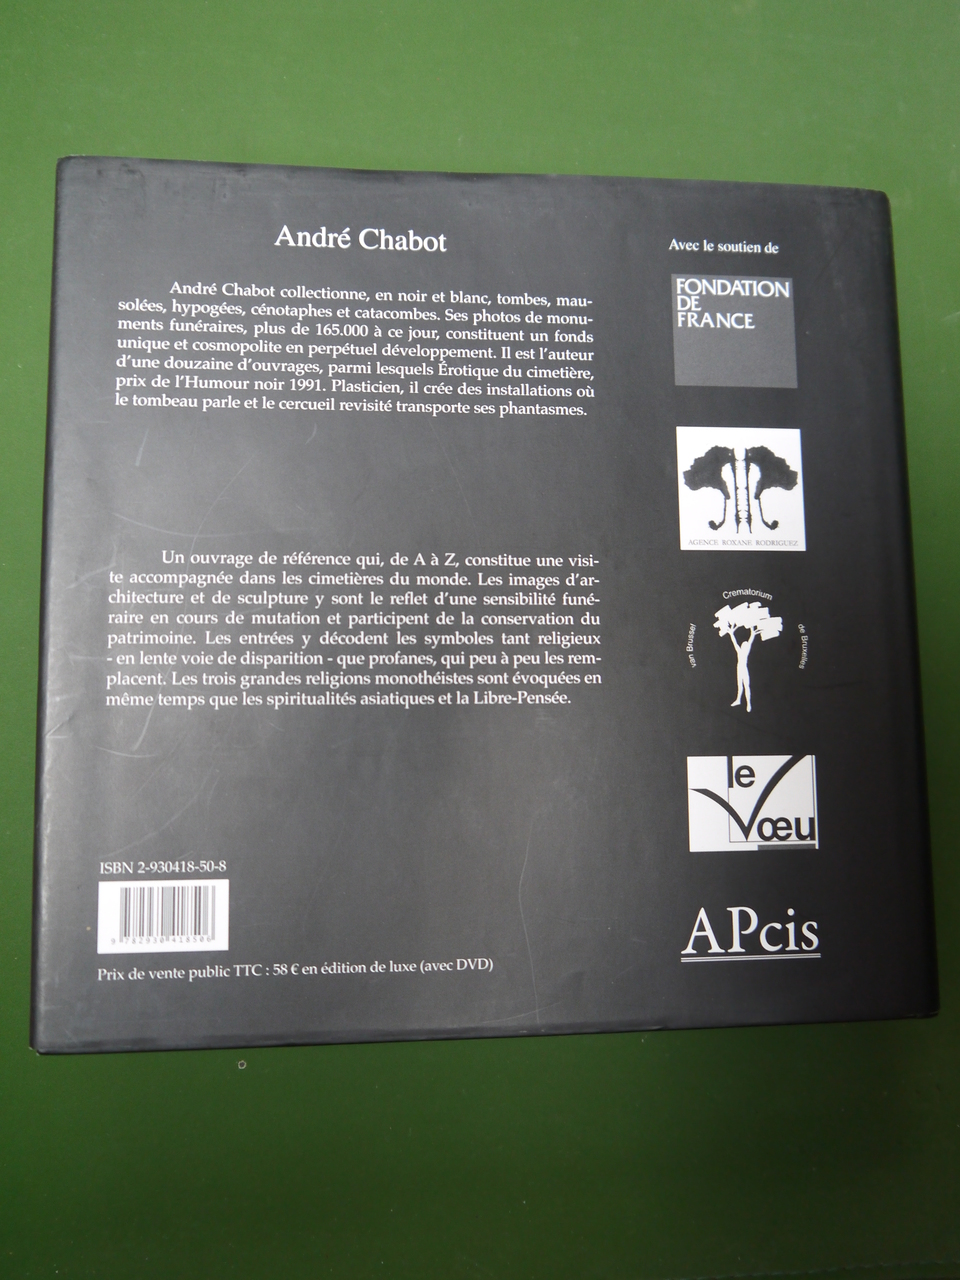 André Chabot
André Chabot collectionne, en noir et blanc, tombes, mau-
solées, hypogées, cénotaphes et catacombes. Ses photos de monu-
ments funéraires, plus de 165.000 à ce jour, constituent un fonds
unique et cosmopolite en perpétuel développement. Il est l'auteur
d'une douzaine d'ouvrages, parmi lesquels Érotique du cimetière,
prix de l'Humour noir 1991. Plasticien, il crée des installations où
le tombeau parle et le cercueil revisité transporte ses phantasmes.
Un ouvrage de référence qui, de A à Z, constitue une visi-
te accompagnée dans les cimetières du monde. Les images d'ar-
chitecture et de sculpture y sont le reflet d'une sensibilité funé-
raire en cours de mutation et participent de la conservation du
patrimoine. Les entrées y décodent les symboles tant religieux
- en lente voie de disparition - que profanes, qui peu à peu les rem-
placent. Les trois grandes religions monothéistes sont évoquées en
même temps que les spiritualités asiatiques et la Libre-Pensée.
ISBN 2-930418-50-8
9 782930 418506
Prix de vente public TTC : 58 € en édition de luxe (avec DVD)
Avec le soutien de
FONDATION
DE
FRANCE
AGENCE ROXANE RODRIGUEZ
van Brussel
Crematorium
de Bruxelles
le
Vœu
APcis